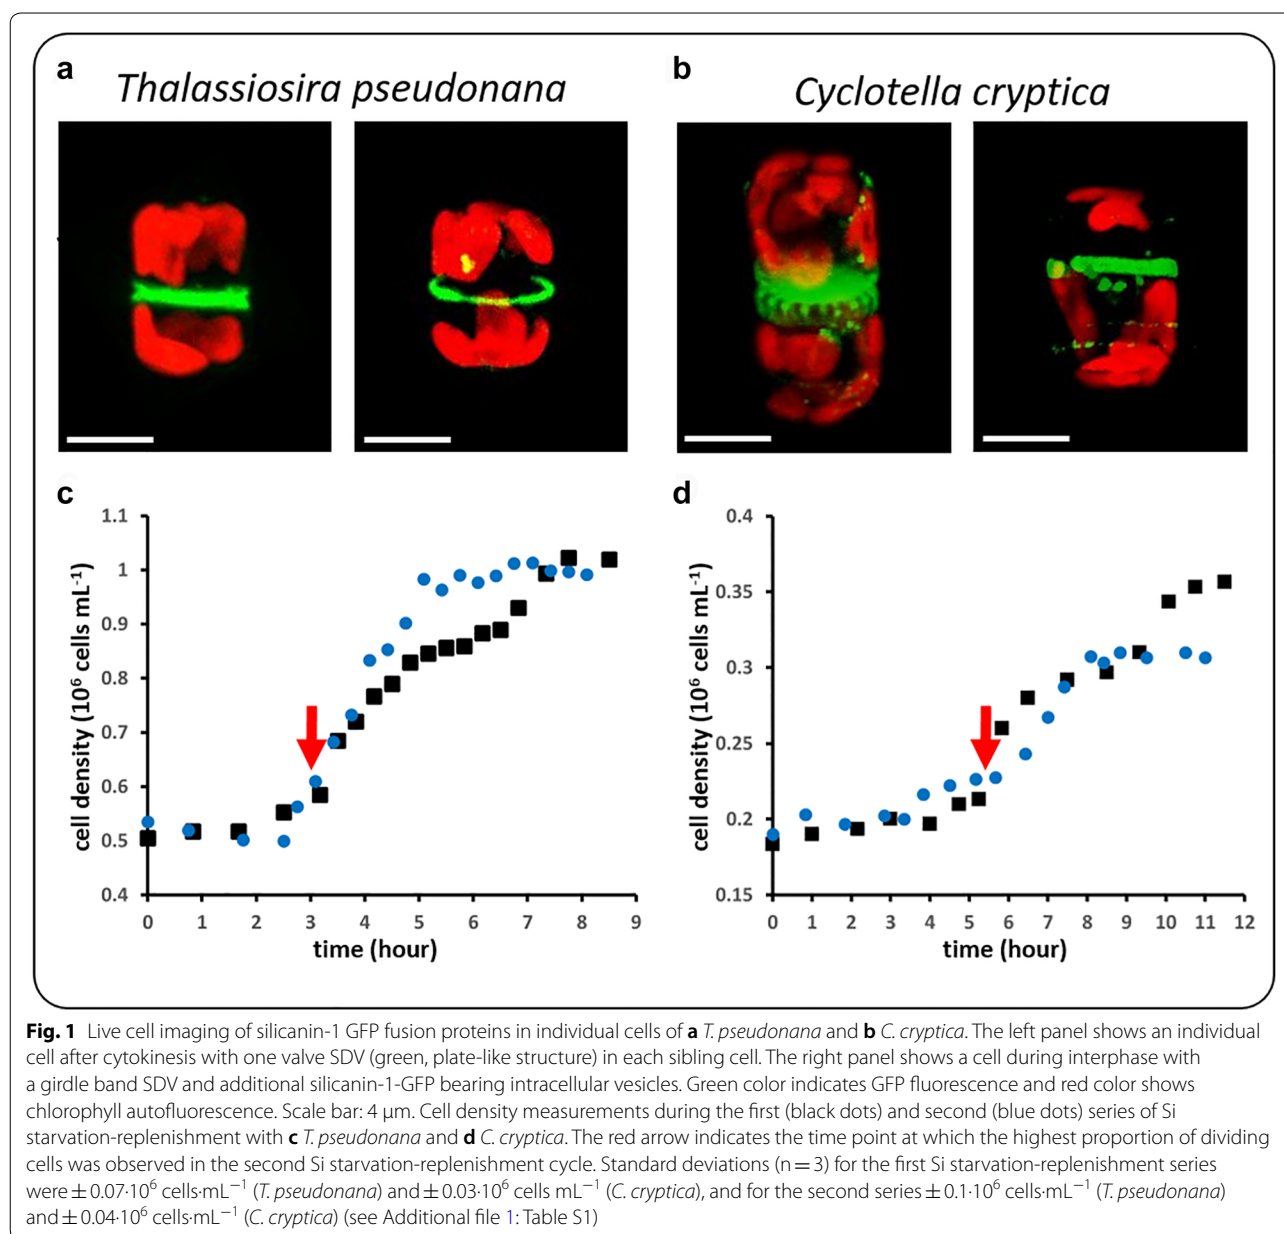 a
Thalassiosira pseudonana
b
Cyclotella cryptica
c
cell density (10⁶ cells mL⁻¹)
1.1
1
0.9
0.8
0.7
0.6
0.5
0.4
0 1 2 3 4 5 6 7 8 9
time (hour)
d
cell density (10⁶ cells mL⁻¹)
0.4
0.35
0.3
0.25
0.2
0.15
0 1 2 3 4 5 6 7 8 9 10 11 12
time (hour)
Fig. 1 Live cell imaging of silicanin-1 GFP fusion proteins in individual cells of a T. pseudonana and b C. cryptica. The left panel shows an individual
cell after cytokinesis with one valve SDV (green, plate-like structure) in each sibling cell. The right panel shows a cell during interphase with
a girdle band SDV and additional silicanin-1-GFP bearing intracellular vesicles. Green color indicates GFP fluorescence and red color shows
chlorophyll autofluorescence. Scale bar: 4 µm. Cell density measurements during the first (black dots) and second (blue dots) series of Si
starvation-replenishment with c T. pseudonana and d C. cryptica. The red arrow indicates the time point at which the highest proportion of dividing
cells was observed in the second Si starvation-replenishment cycle. Standard deviations (n = 3) for the first Si starvation-replenishment series
were ± 0.07·10⁶ cells·mL⁻¹ (T. pseudonana) and ± 0.03·10⁶ cells mL⁻¹ (C. cryptica), and for the second series ± 0.1·10⁶ cells·mL⁻¹ (T. pseudonana)
and ± 0.04·10⁶ cells·mL⁻¹ (C. cryptica) (see Additional file 1: Table S1)